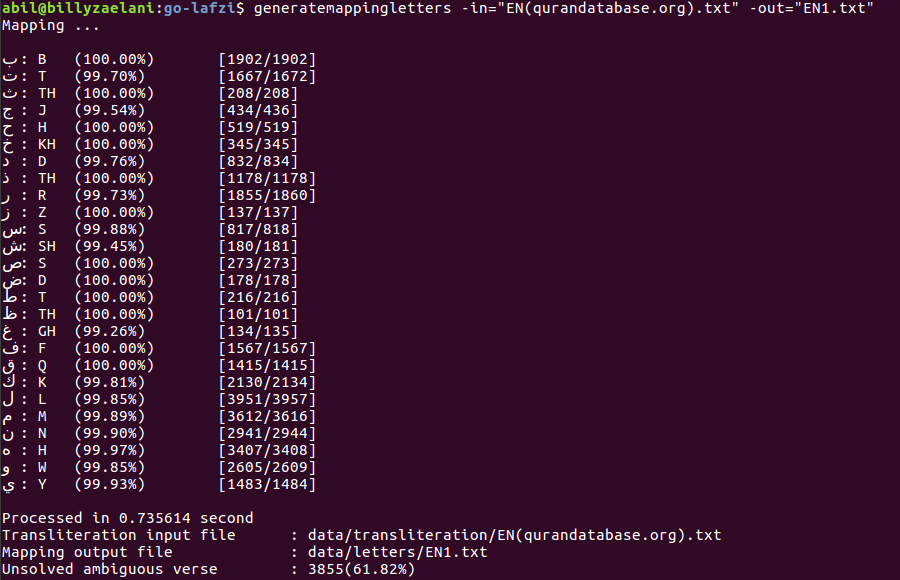 abil@billyzaelani:go-lafzi$ generatemappingletters -in="EN(qurandatabase.org).txt" -out="EN1.txt"
Mapping ...
ب : B (100.00%) [1902/1902]
ت : T (99.70%) [1667/1672]
ث : TH (100.00%) [208/208]
ج : J (99.54%) [434/436]
ح : H (100.00%) [519/519]
خ : KH (100.00%) [345/345]
د : D (99.76%) [832/834]
ذ : TH (100.00%) [1178/1178]
ر : R (99.73%) [1855/1860]
ز : Z (100.00%) [137/137]
س : S (99.88%) [817/818]
ش : SH (99.45%) [180/181]
ص : S (100.00%) [273/273]
ض : D (100.00%) [178/178]
ط : T (100.00%) [216/216]
ظ : TH (100.00%) [101/101]
غ : GH (99.26%) [134/135]
ف : F (100.00%) [1567/1567]
ق : Q (100.00%) [1415/1415]
ك : K (99.81%) [2130/2134]
ل : L (99.85%) [3951/3957]
م : M (99.89%) [3612/3616]
ن : N (99.90%) [2941/2944]
ه : H (99.97%) [3407/3408]
و : W (99.85%) [2605/2609]
ي : Y (99.93%) [1483/1484]
Processed in 0.735614 second
Transliteration input file : data/transliteration/EN(qurandatabase.org).txt
Mapping output file : data/letters/EN1.txt
Unsolved ambiguous verse : 3855(61.82%)